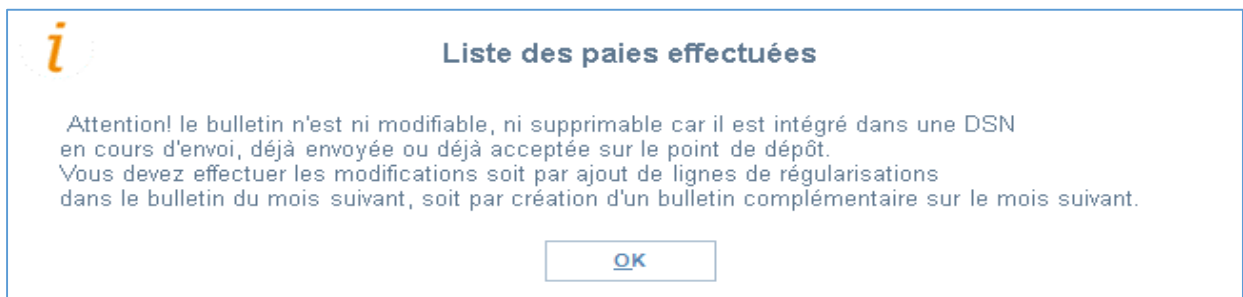 i
Liste des paies effectuées
Attention! le bulletin n'est ni modifiable, ni supprimable car il est intégré dans une DSN
en cours d'envoi, déjà envoyée ou déjà acceptée sur le point de dépôt.
Vous devez effectuer les modifications soit par ajout de lignes de régularisations
dans le bulletin du mois suivant, soit par création d'un bulletin complémentaire sur le mois suivant.
OK